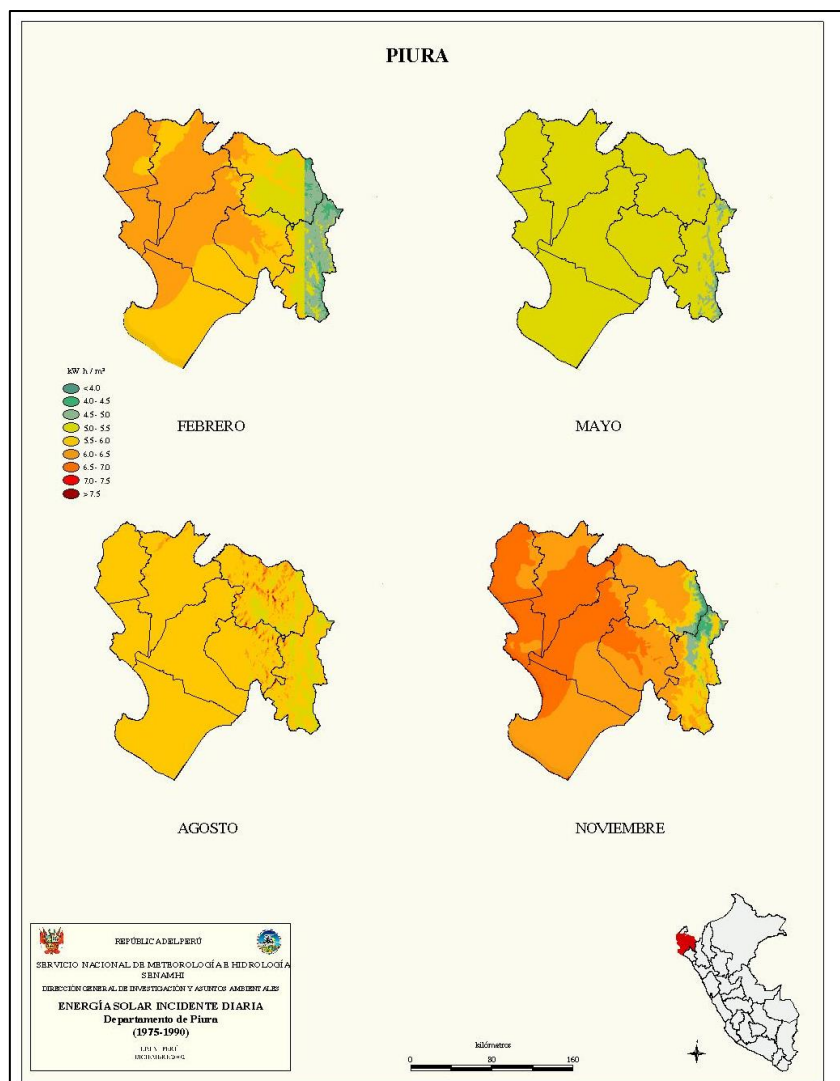 PIURA
kW h / m²
< 4.0
4.0 - 4.5
4.5 - 5.0
5.0 - 5.5
5.5 - 6.0
6.0 - 6.5
6.5 - 7.0
7.0 - 7.5
> 7.5
FEBRERO
MAYO
AGOSTO
NOVIEMBRE
REPÚBLICA DEL PERÚ
SERVICIO NACIONAL DE METEOROLOGÍA E HIDROLOGÍA
SENAMHI
DIRECCIÓN GENERAL DE INVESTIGACIÓN Y ASUNTOS AMBIENTALES
ENERGÍA SOLAR INCIDENTE DIARIA
Departamento de Piura
(1975-1990)
PERÚ
DICIEMBRE
kilómetros
0 80 160